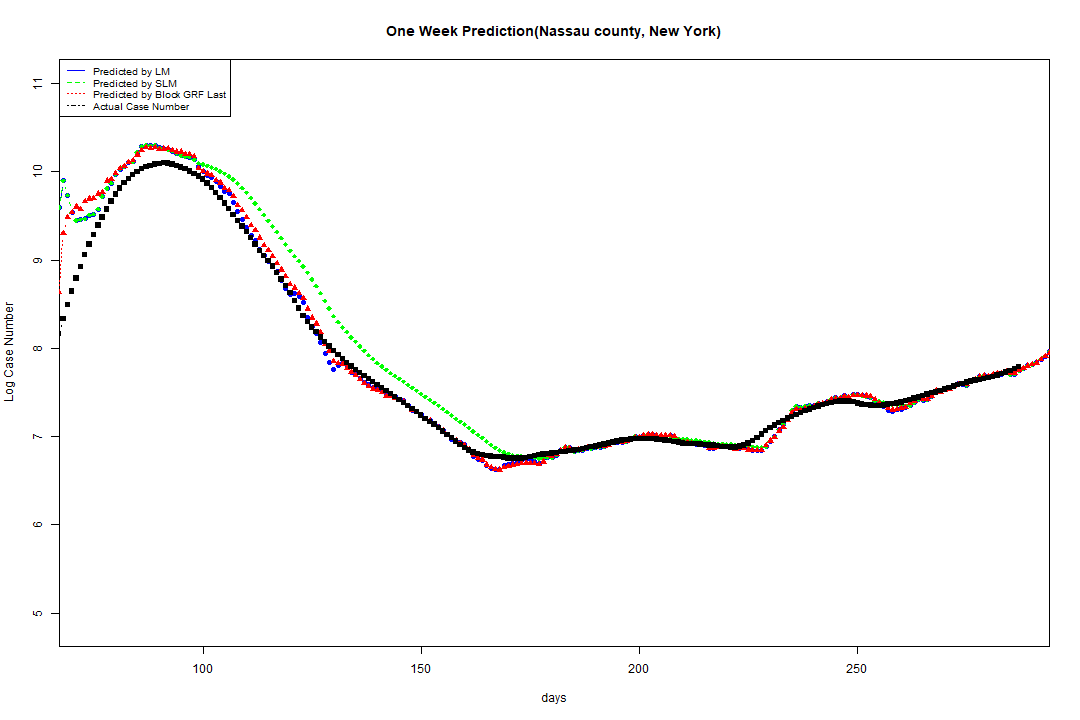 One Week Prediction(Nassau county, New York)
Predicted by LM
Predicted by SLM
Predicted by Block GRF Last
Actual Case Number
11
10
9
8
7
6
5
Log Case Number
100 150 200 250
days